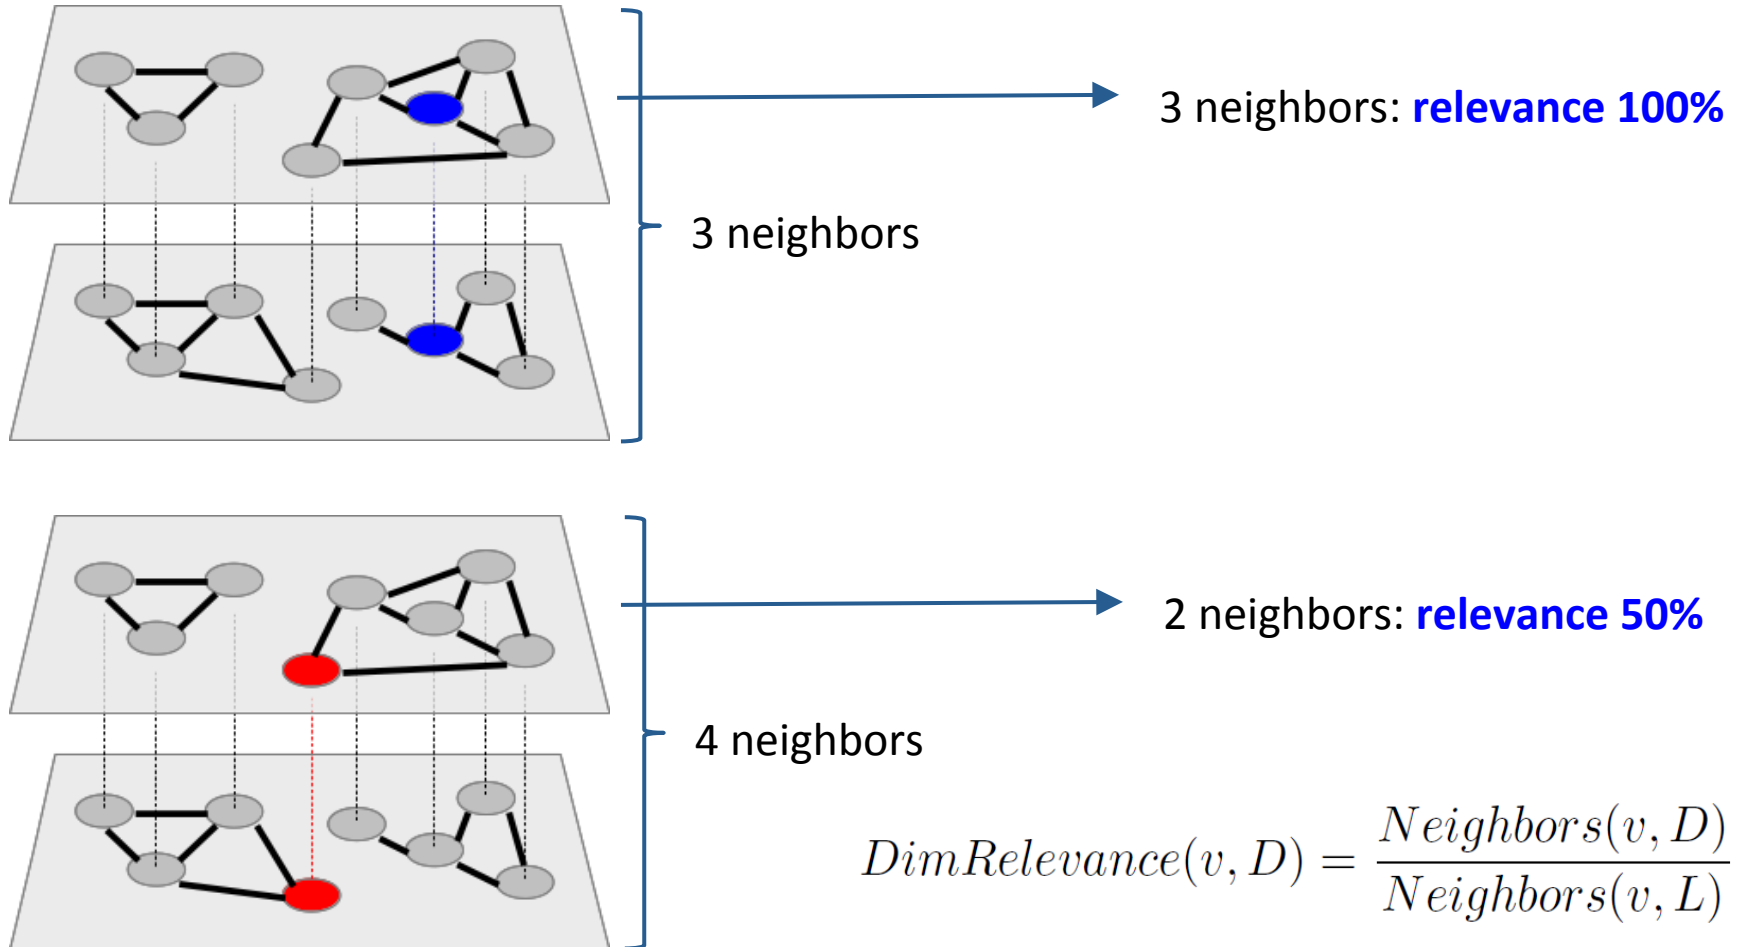 3 neighbors: relevance 100%
3 neighbors
2 neighbors: relevance 50%
4 neighbors
DimRelevance(v, D) = Neighbors(v, D) / Neighbors(v, L)